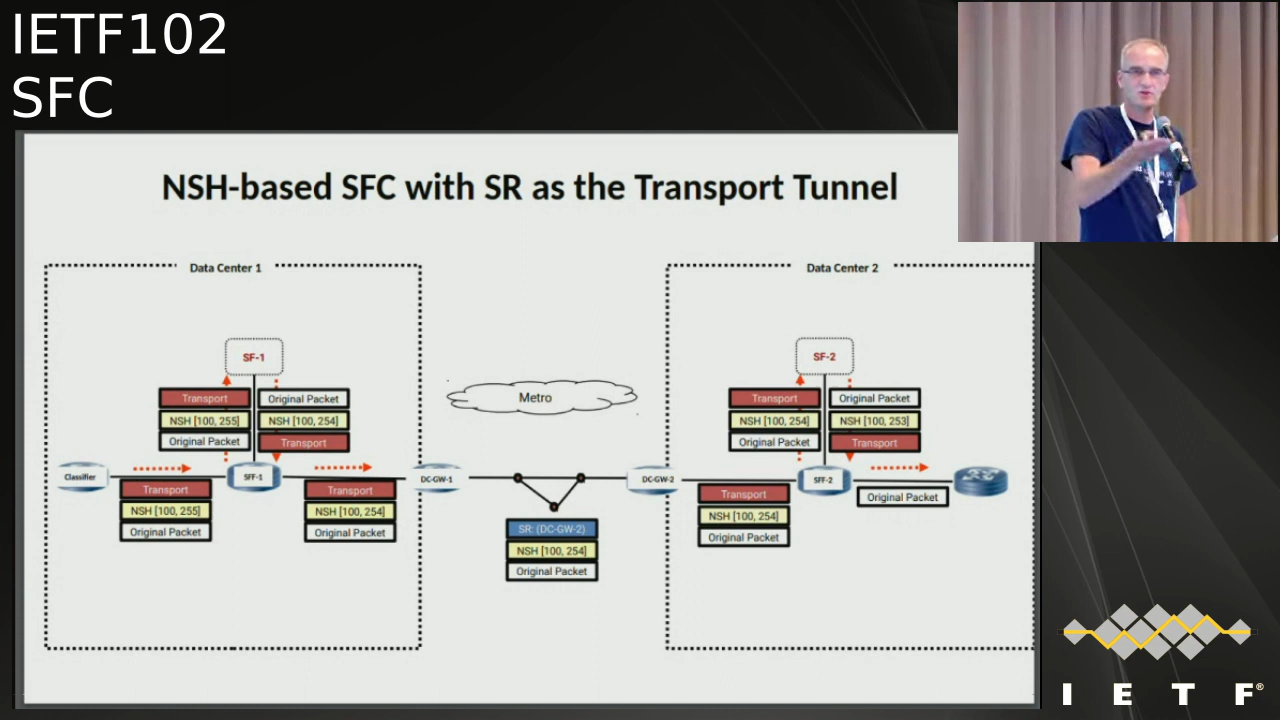 IETF102
SFC
NSH-based SFC with SR as the Transport Tunnel
Data Center 1
Data Center 2
SF-1
SF-2
Transport
NSH [100, 255]
Original Packet
Original Packet
NSH [100, 254]
Transport
Metro
Transport
NSH [100, 254]
Original Packet
Original Packet
NSH [100, 253]
Transport
Classifier
SFF-1
DC-GW-1
DC-GW-2
SFF-2
Transport
NSH [100, 255]
Original Packet
Transport
NSH [100, 254]
Original Packet
SR: (DC-GW-2)
NSH [100, 254]
Original Packet
Transport
NSH [100, 254]
Original Packet
Original Packet
I E T F®